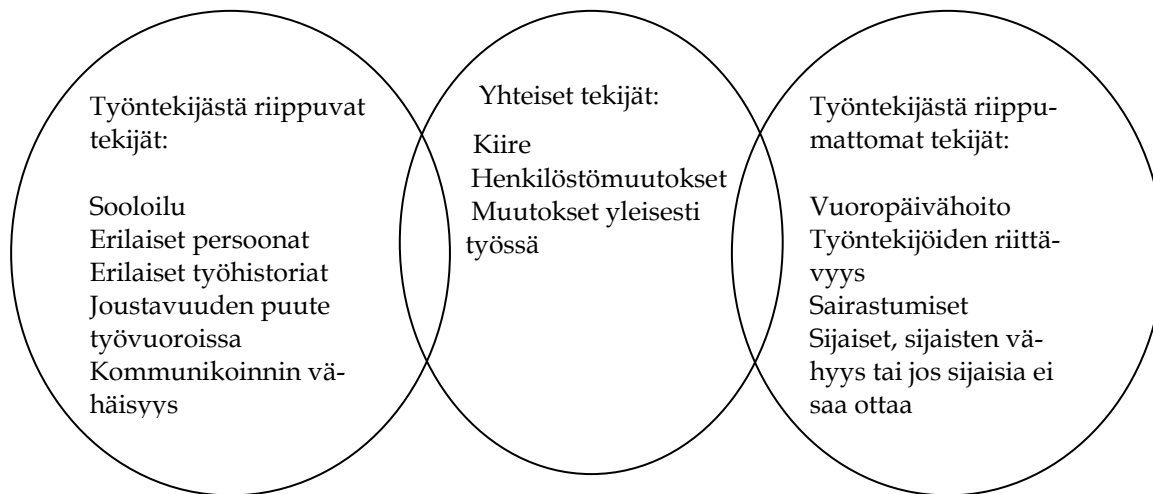 Työntekijästä riippuvat
tekijät:
Sooloilu
Erilaiset persoonat
Erilaiset työhistoriat
Joustavuuden puute
työvuoroissa
Kommunikoinnin vä-
häisyys
Yhteiset tekijät:
Kiire
Henkilöstömuutokset
Muutokset yleisesti
työssä
Työntekijästä riippu-
mattomat tekijät:
Vuoropäivähoito
Työntekijöiden riittä-
vyys
Sairastumiset
Sijaiset, sijaisten vä-
hyys tai jos sijaisia ei
saa ottaa